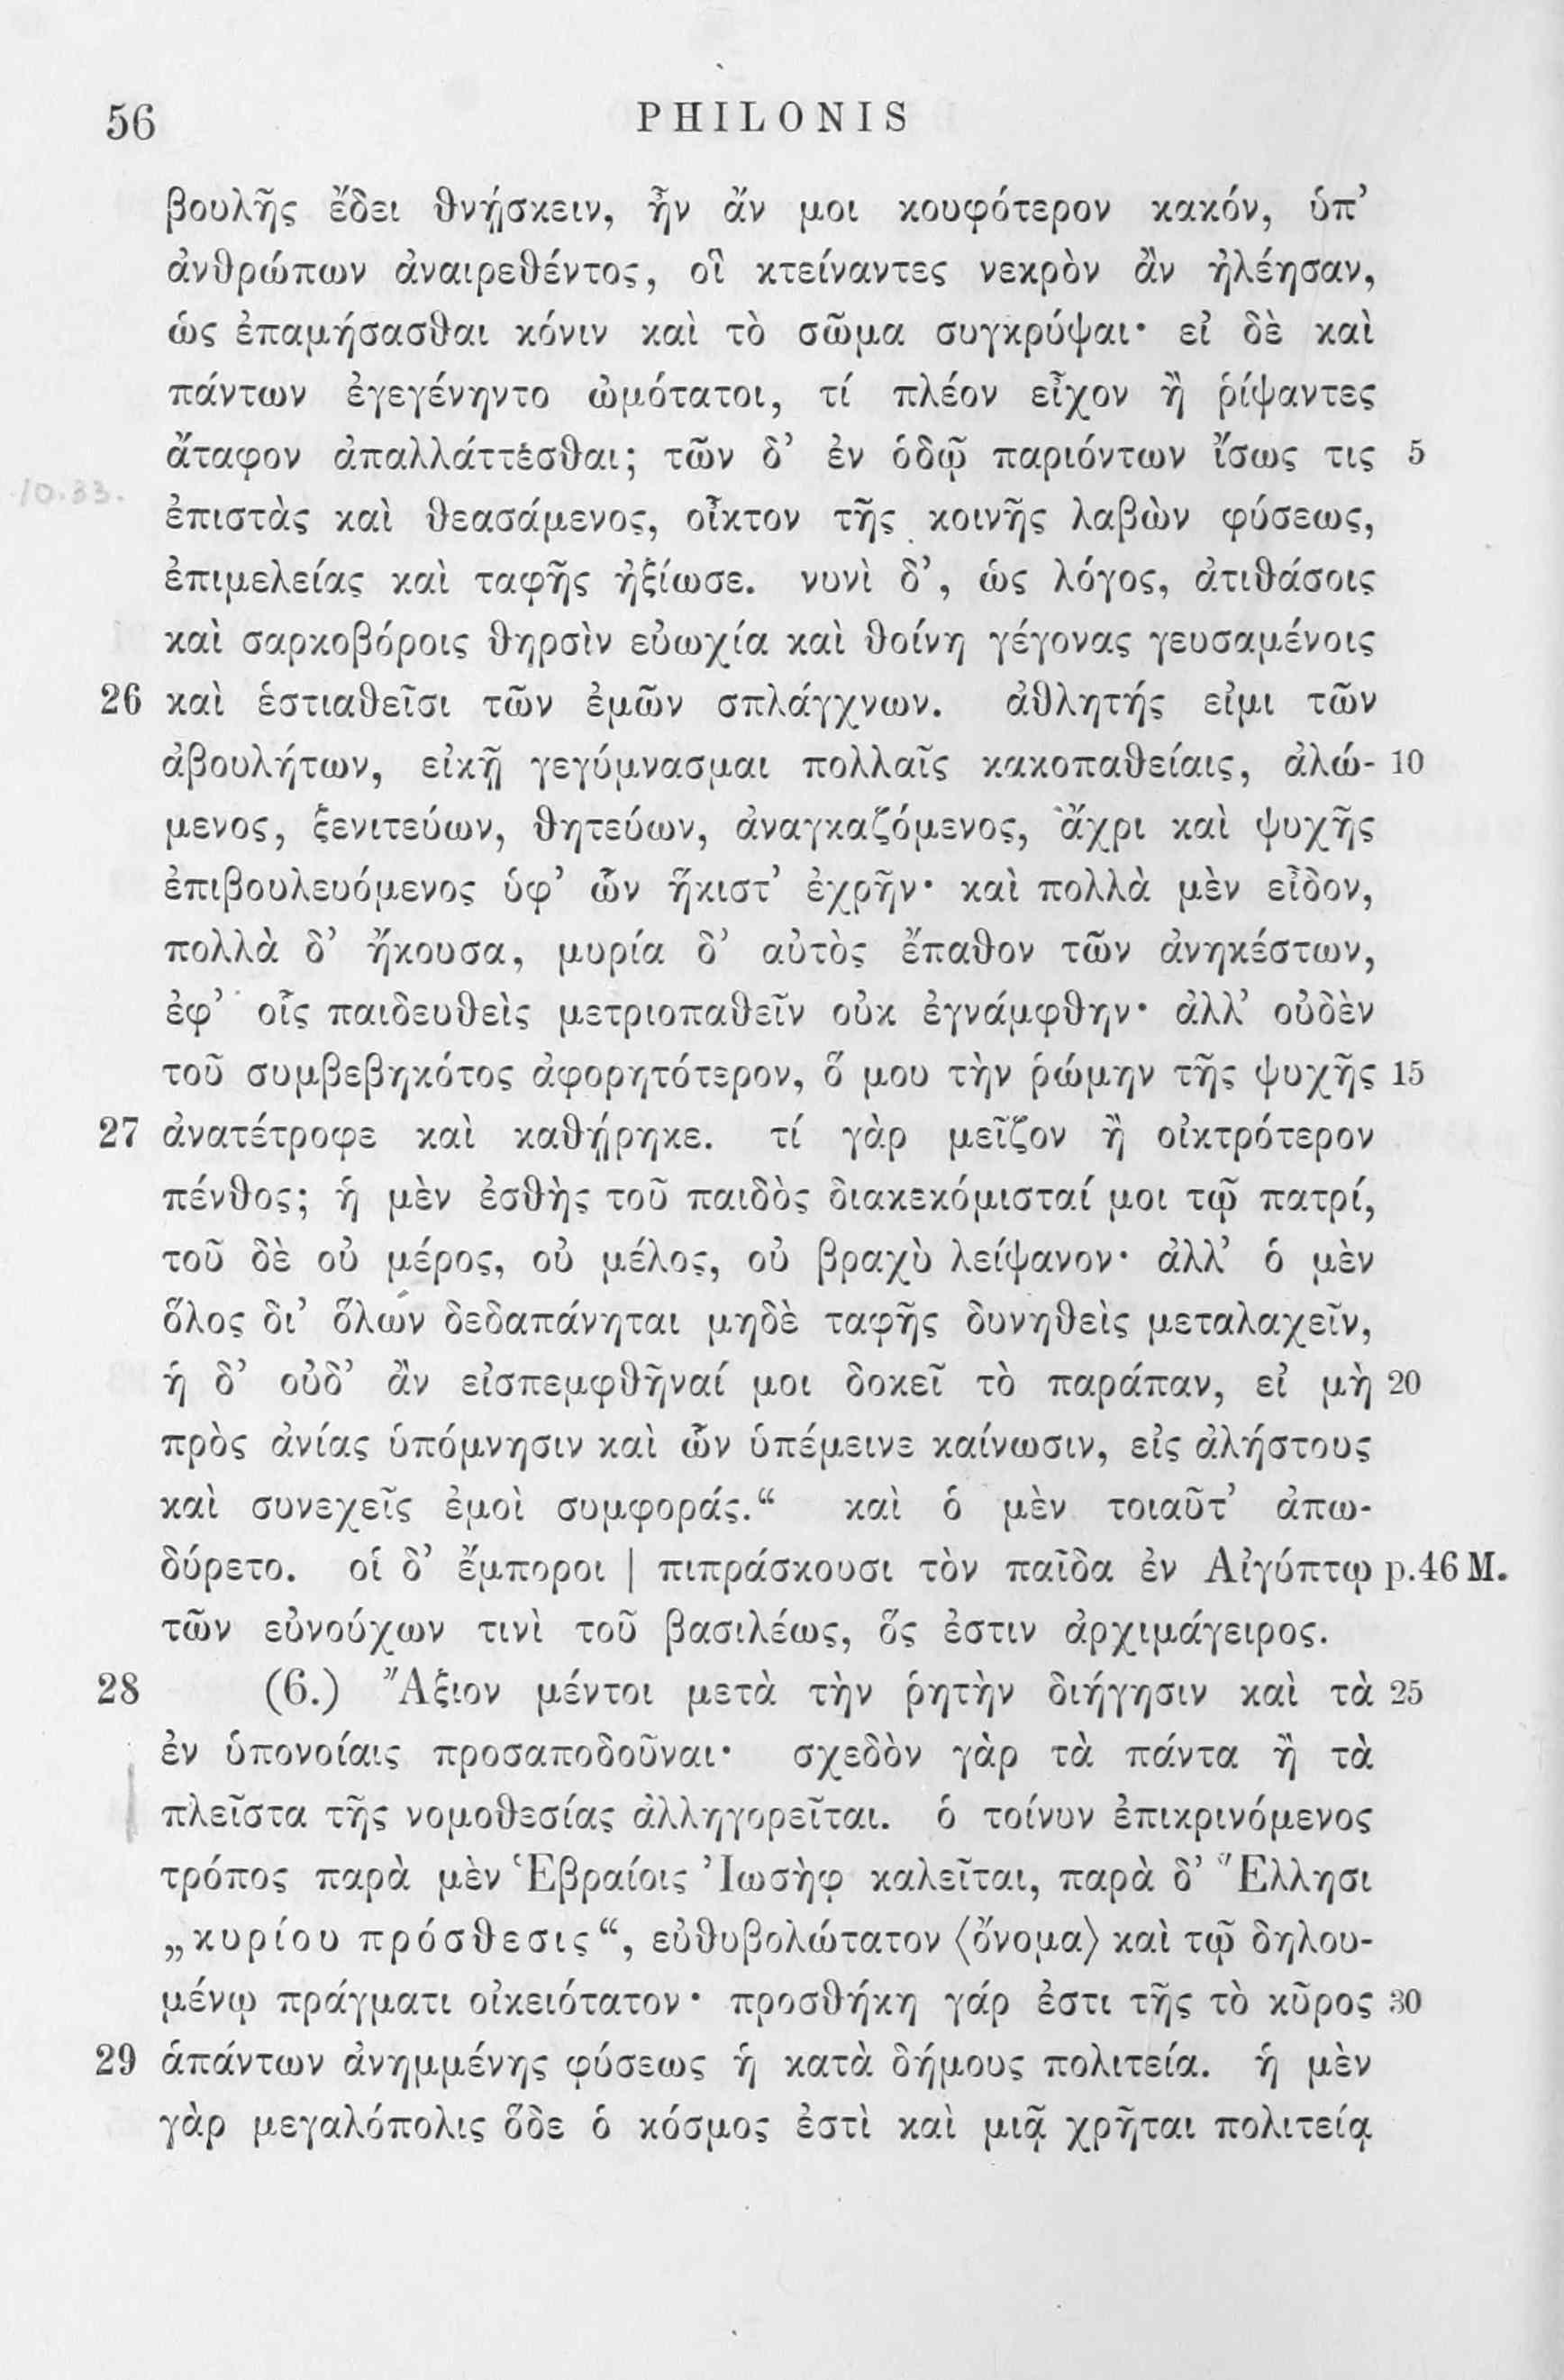 56 PHILONIS
βουλῆς ἔδει θνῄσκειν, ἦν ἄν μοι κουφότερον κακόν, ὑπ’
ἀνθρώπων ἀναιρεθέντος, οἳ κτείναντες νεκρὸν ἂν ἠλέησαν,
ὡς ἐπαμήσασθαι κόνιν καὶ τὸ σῶμα συγκρύψαι· εἰ δὲ καὶ
πάντων ἐγεγένηντο ὠμότατοι, τί πλέον εἶχον ἢ ῥίψαντες
ἄταφον ἀπαλλάττεσθαι; τῶν δ’ ἐν ὁδῷ παριόντων ἴσως τις 5
10.33.
ἐπιστὰς καὶ θεασάμενος, οἶκτον τῆς κοινῆς λαβὼν φύσεως,
ἐπιμελείας καὶ ταφῆς ἠξίωσε. νυνὶ δ’, ὡς λόγος, ἀτιθάσοις
καὶ σαρκοβόροις θηρσὶν εὐωχία καὶ θοίνη γέγονας γευσαμένοις
26 καὶ ἑστιαθεῖσι τῶν ἐμῶν σπλάγχνων. ἀθλητής εἰμι τῶν
ἀβουλήτων, εἰκῇ γεγύμνασμαι πολλαῖς κακοπαθείαις, ἀλώ- 10
μενος, ξενιτεύων, θητεύων, ἀναγκαζόμενος, ἄχρι καὶ ψυχῆς
ἐπιβουλευόμενος ὑφ’ ὧν ἥκιστ’ ἐχρῆν· καὶ πολλὰ μὲν εἶδον,
πολλὰ δ’ ἤκουσα, μυρία δ’ αὐτὸς ἔπαθον τῶν ἀνηκέστων,
ἐφ’ οἷς παιδευθεὶς μετριοπαθεῖν οὐκ ἐγνάμφθην· ἀλλ’ οὐδὲν
τοῦ συμβεβηκότος ἀφορητότερον, ὅ μου τὴν ῥώμην τῆς ψυχῆς 15
27 ἀνατέτροφε καὶ καθῄρηκε. τί γὰρ μεῖζον ἢ οἰκτρότερον
πένθος; ἡ μὲν ἐσθὴς τοῦ παιδὸς διακεκόμισταί μοι τῷ πατρί,
τοῦ δὲ οὐ μέρος, οὐ μέλος, οὐ βραχὺ λείψανον· ἀλλ’ ὁ μὲν
ὅλος δι’ ὅλων δεδαπάνηται μηδὲ ταφῆς δυνηθεὶς μεταλαχεῖν,
ἡ δ’ οὐδ’ ἂν εἰσπεμφθῆναί μοι δοκεῖ τὸ παράπαν, εἰ μὴ 20
πρὸς ἀνίας ὑπόμνησιν καὶ ὧν ὑπέμεινε καίνωσιν, εἰς ἀλήστους
καὶ συνεχεῖς ἐμοὶ συμφοράς.“ καὶ ὁ μὲν τοιαῦτ’ ἀπω-
δύρετο. οἱ δ’ ἔμποροι | πιπράσκουσι τὸν παῖδα ἐν Αἰγύπτῳ p.46 M.
τῶν εὐνούχων τινὶ τοῦ βασιλέως, ὅς ἐστιν ἀρχιμάγειρος.
28 (6.) Ἄξιον μέντοι μετὰ τὴν ῥητὴν διήγησιν καὶ τὰ 25
ἐν ὑπονοίαις προσαποδοῦναι· σχεδὸν γὰρ τὰ πάντα ἢ τὰ
πλεῖστα τῆς νομοθεσίας ἀλληγορεῖται. ὁ τοίνυν ἐπικρινόμενος
τρόπος παρὰ μὲν Ἑβραίοις Ἰωσὴφ καλεῖται, παρὰ δ’ Ἕλλησι
„κυρίου πρόσθεσις“, εὐθυβολώτατον ⟨ὄνομα⟩ καὶ τῷ δηλου-
μένῳ πράγματι οἰκειότατον· προσθήκη γάρ ἐστι τῆς τὸ κῦρος 30
29 ἁπάντων ἀνημμένης φύσεως ἡ κατὰ δήμους πολιτεία. ἡ μὲν
γὰρ μεγαλόπολις ὅδε ὁ κόσμος ἐστὶ καὶ μιᾷ χρῆται πολιτείᾳ